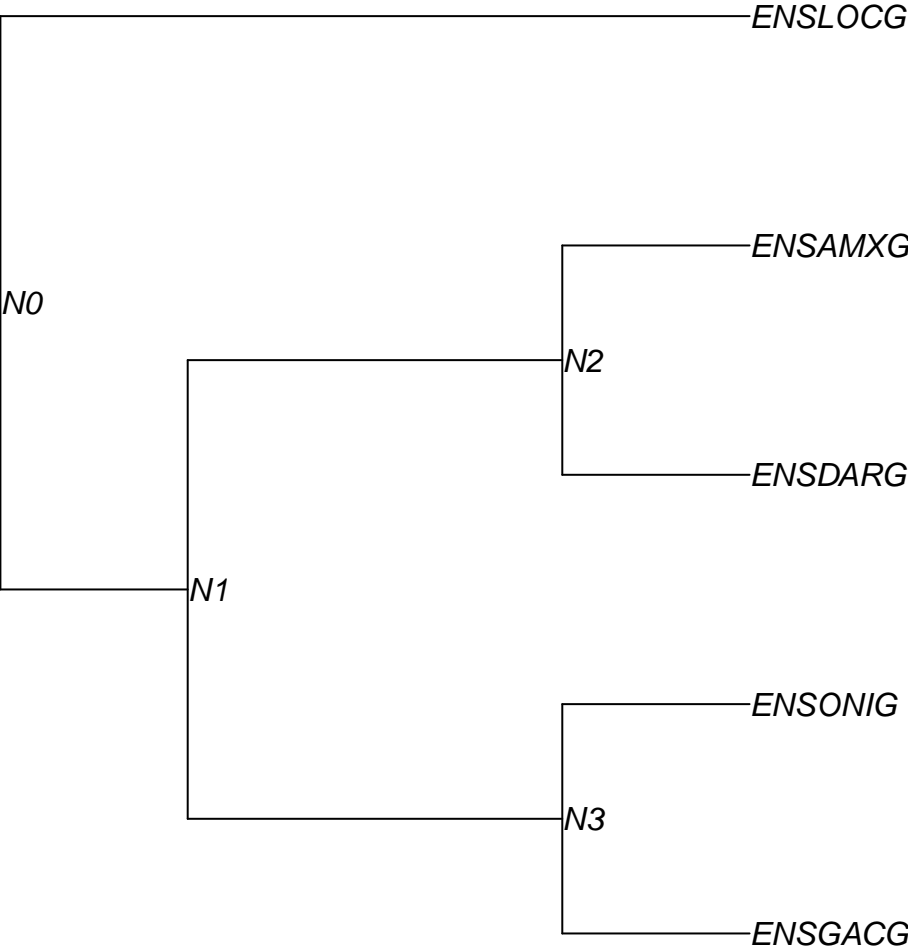 ENSLOCG
ENSAMXG
N0
N2
ENSDARG
N1
ENSONIG
N3
ENSGACG